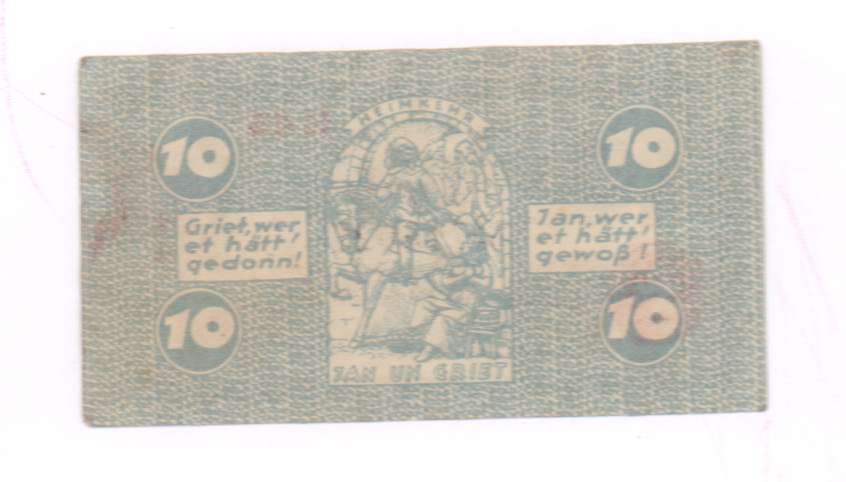 HEIMKEHR
10
10
Griet, wer
et hätt'
gedonn!
Jan, wer
et hätt'
gewoß!
10
10
JAN UN GRIET